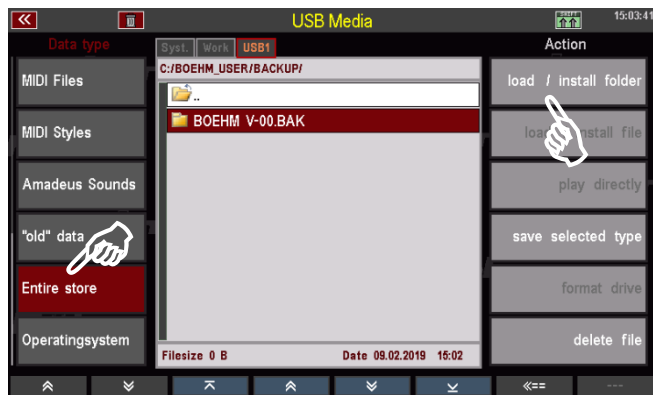 USB Media
SHIFT
15:03:41
Data type
Syst.
Work
USB1
Action
C:/BOEHM_USER/BACKUP/
..
BOEHM V-00.BAK
MIDI Files
MIDI Styles
Amadeus Sounds
"old" data
Entire store
Operatingsystem
load / install folder
file
play directly
save selected type
format drive
delete file
Filesize 0 B
Date 09.02.2019 15:02
«==
---